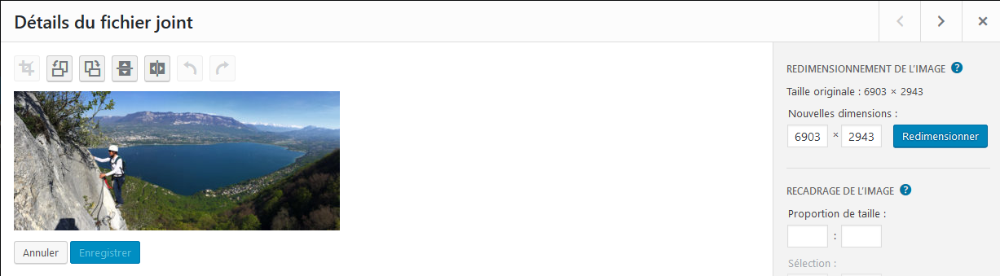 Détails du fichier joint
REDIMENSIONNEMENT DE L'IMAGE ?
Taille originale : 6903 × 2943
Nouvelles dimensions :
6903 × 2943 Redimensionner
RECADRAGE DE L'IMAGE ?
Proportion de taille :
:
Annuler Enregistrer
Sélection :